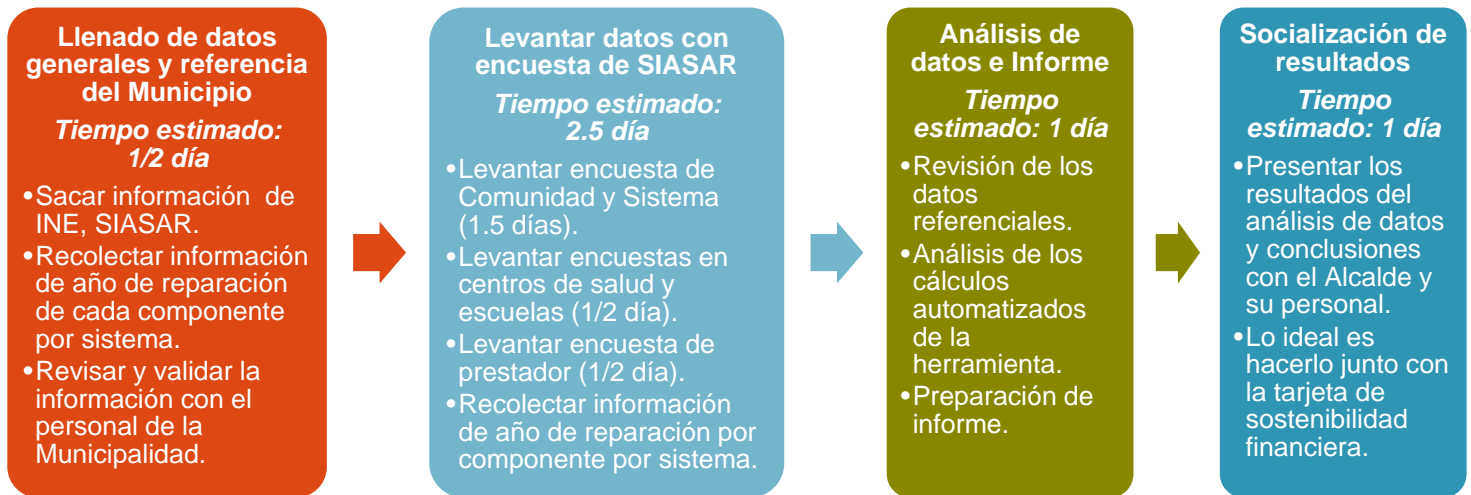 Llenado de datos
generales y referencia
del Municipio
Tiempo estimado:
1/2 día
•Sacar información de
INE, SIASAR.
•Recolectar información
de año de reparación
de cada componente
por sistema.
•Revisar y validar la
información con el
personal de la
Municipalidad.
Levantar datos con
encuesta de SIASAR
Tiempo estimado:
2.5 día
•Levantar encuesta de
Comunidad y Sistema
(1.5 días).
•Levantar encuestas en
centros de salud y
escuelas (1/2 día).
•Levantar encuesta de
prestador (1/2 día).
•Recolectar información
de año de reparación por
componente por sistema.
Análisis de
datos e Informe
Tiempo
estimado: 1 día
•Revisión de los
datos
referenciales.
•Análisis de los
cálculos
automatizados
de la
herramienta.
•Preparación de
informe.
Socialización de
resultados
Tiempo
estimado: 1 día
•Presentar los
resultados del
análisis de datos
y conclusiones
con el Alcalde y
su personal.
•Lo ideal es
hacerlo junto con
la tarjeta de
sostenibilidad
financiera.